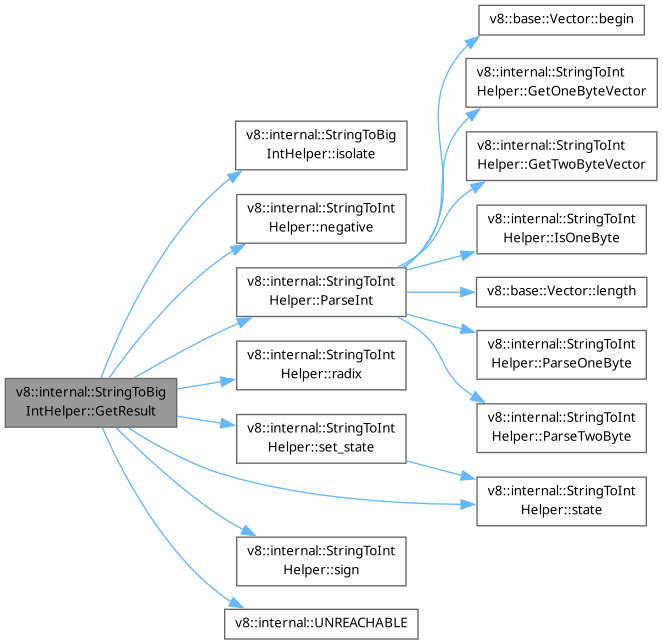 v8::internal::StringToBig
IntHelper::GetResult
v8::internal::StringToBig
IntHelper::isolate
v8::internal::StringToInt
Helper::negative
v8::internal::StringToInt
Helper::ParseInt
v8::internal::StringToInt
Helper::radix
v8::internal::StringToInt
Helper::set_state
v8::internal::StringToInt
Helper::sign
v8::internal::UNREACHABLE
v8::base::Vector::begin
v8::internal::StringToInt
Helper::GetOneByteVector
v8::internal::StringToInt
Helper::GetTwoByteVector
v8::internal::StringToInt
Helper::IsOneByte
v8::base::Vector::length
v8::internal::StringToInt
Helper::ParseOneByte
v8::internal::StringToInt
Helper::ParseTwoByte
v8::internal::StringToInt
Helper::state